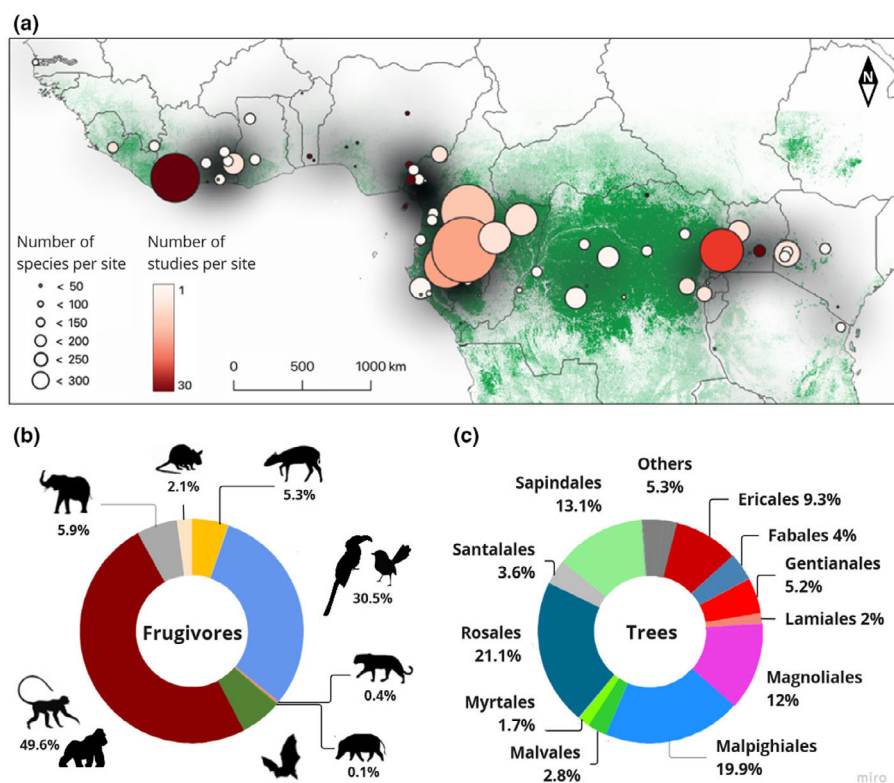 (a)
N
Number of
species per site
< 50
< 100
< 150
< 200
< 250
< 300
Number of
studies per site
1
30
0 500 1000 km
(b)
2.1%
5.3%
5.9%
30.5%
Frugivores
0.4%
49.6%
0.1%
(c)
Others
5.3%
Sapindales
13.1%
Ericales 9.3%
Fabales 4%
Gentianales
5.2%
Santalales
3.6%
Lamiales 2%
Rosales
21.1%
Trees
Magnoliales
12%
Myrtales
1.7%
Malvales
2.8%
Malpighiales
19.9%
miro